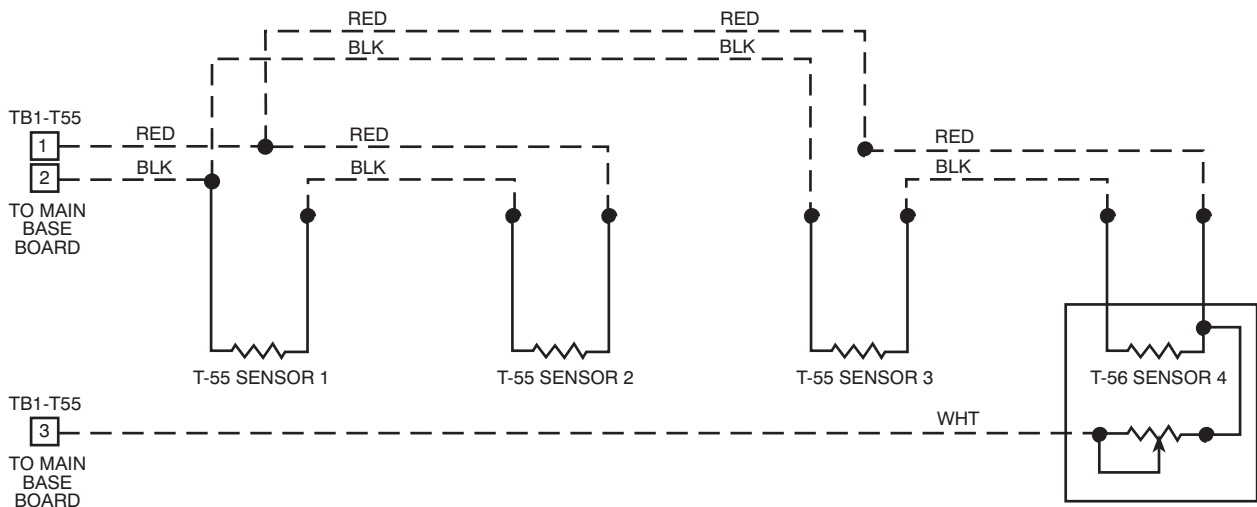 RED
RED
BLK
BLK
TB1-T55
1
RED
RED
RED
2
BLK
BLK
BLK
TO MAIN
BASE
BOARD
T-55 SENSOR 1
T-55 SENSOR 2
T-55 SENSOR 3
T-56 SENSOR 4
TB1-T55
3
WHT
TO MAIN
BASE
BOARD